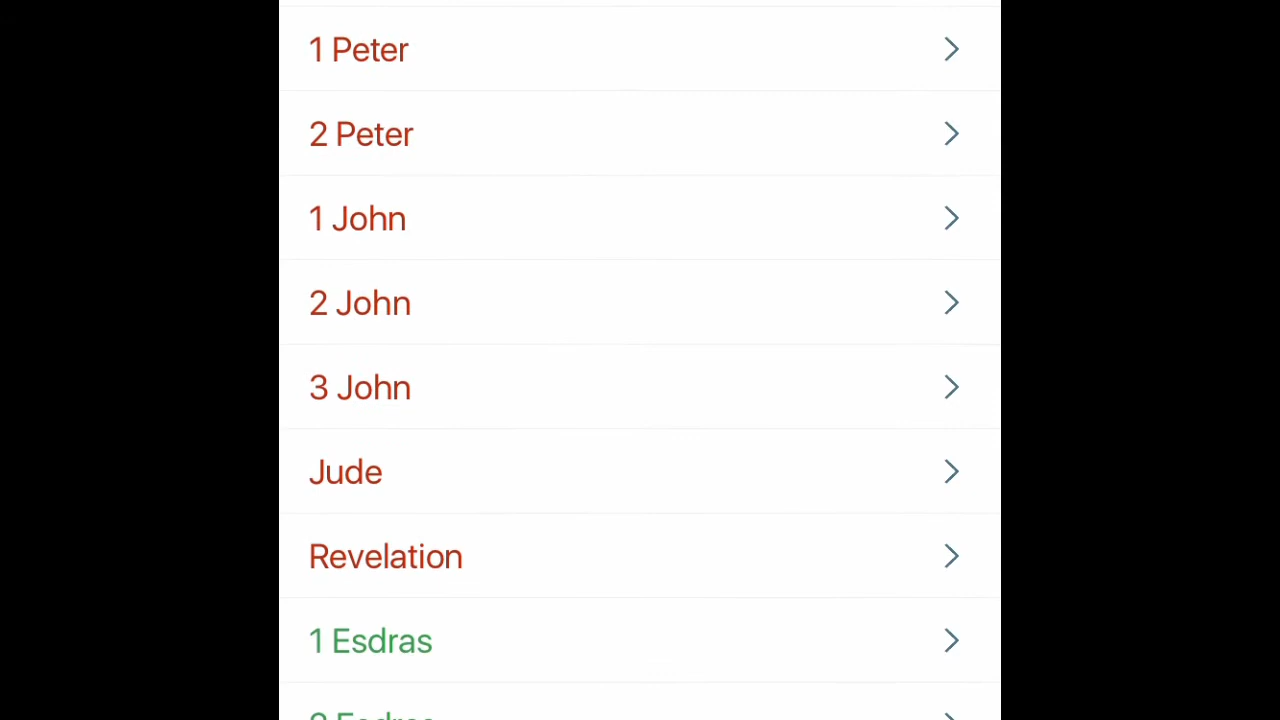 1 Peter
2 Peter
1 John
2 John
3 John
Jude
Revelation
1 Esdras